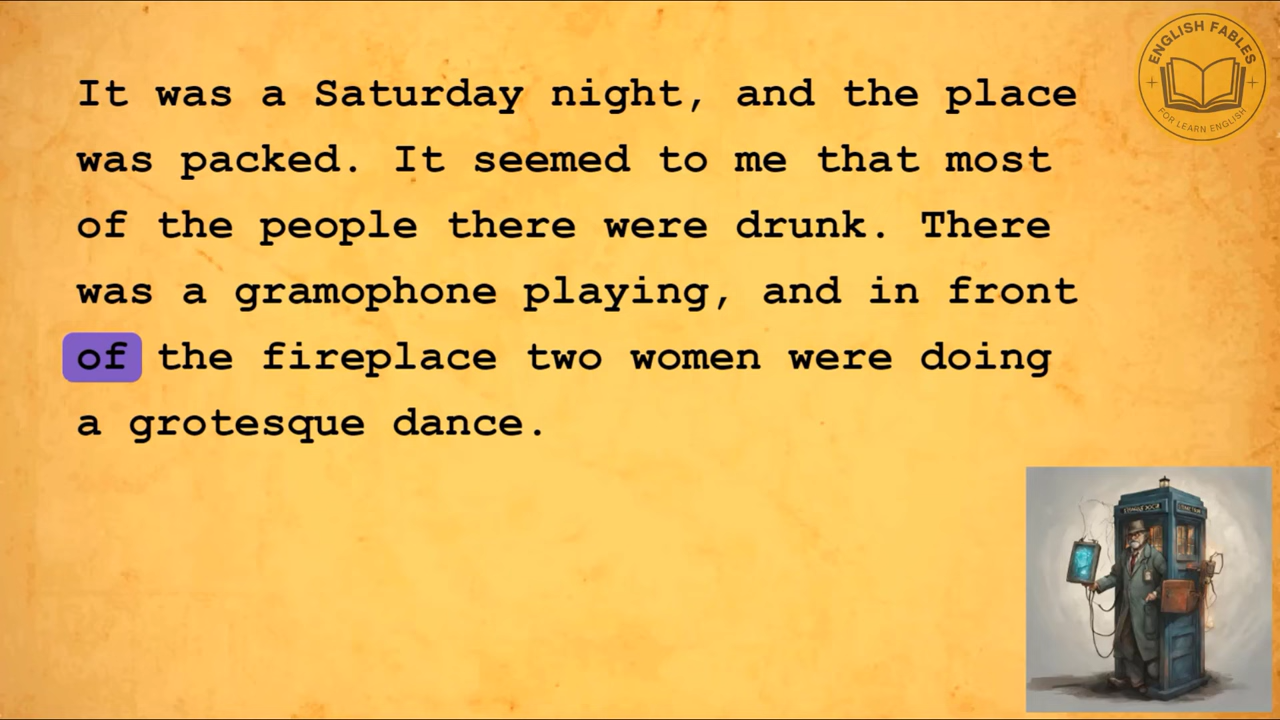 It was a Saturday night, and the place
was packed. It seemed to me that most
of the people there were drunk. There
was a gramophone playing, and in front
of the fireplace two women were doing
a grotesque dance.
ENGLISH FABLES
FOR LEARN ENGLISH